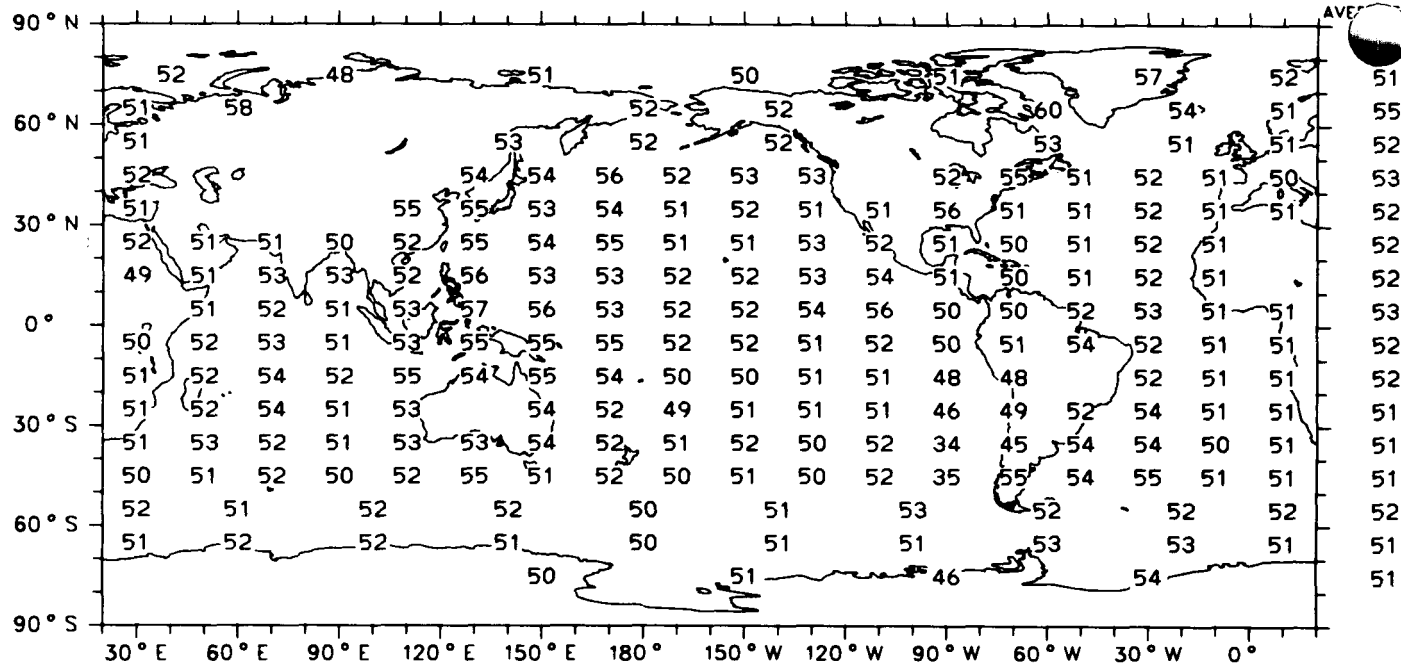 90° N AVE
52 48 51 50 51 57 52 51
51 58 52 52 60 54 51 55
60° N
51 53 52 52 53 51 51 52
52 54 54 56 52 53 53 52 55 51 52 51 50 53
51 55 55 53 54 51 52 51 51 56 51 51 52 51 51 52
30° N
52 51 51 50 52 55 54 55 51 51 53 52 51 50 51 52 51 52
49 51 53 53 52 56 53 53 52 52 53 54 51 50 51 52 51 52
51 52 51 53 57 56 53 52 52 54 56 50 50 52 53 51 51 53
0°
50 52 53 51 53 55 55 55 52 52 51 52 50 51 54 52 51 51 52
51 52 54 52 55 54 55 54 50 50 51 51 48 48 52 51 51 52
51 52 54 51 53 54 52 49 51 51 51 46 49 52 54 51 51 51
30° S
51 53 52 51 53 53 54 52 51 52 50 52 34 45 54 54 50 51 51
50 51 52 50 52 55 51 52 50 51 50 52 35 55 54 55 51 51 51
52 51 52 52 50 51 53 52 52 52 52
60° S
51 52 52 51 50 51 51 53 53 51 51
50 51 46 54 51
90° S
30° E 60° E 90° E 120° E 150° E 180° 150° W 120° W 90° W 60° W 30° W 0°